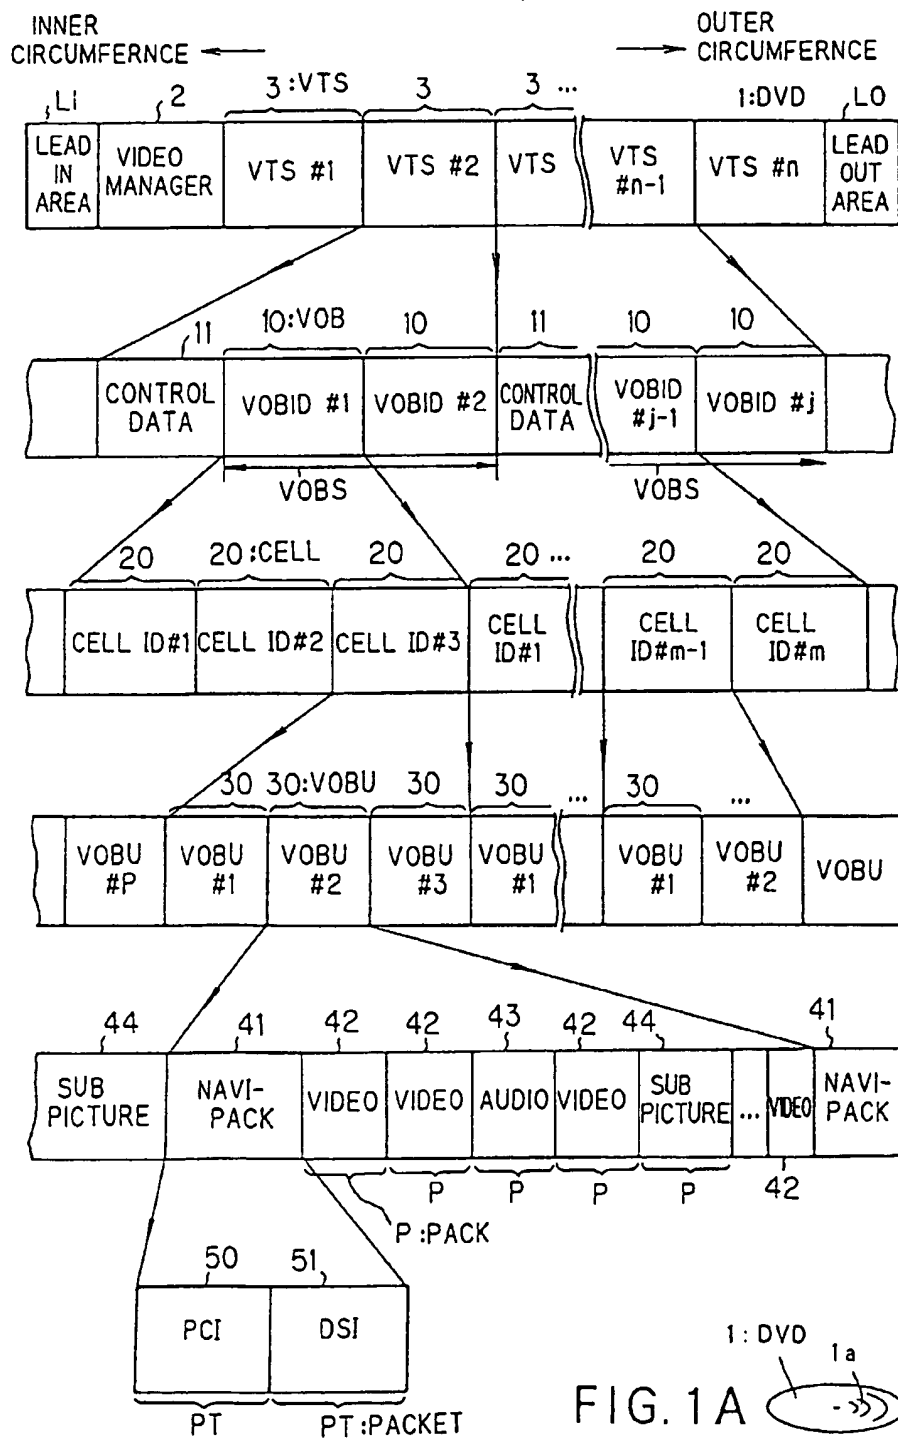 INNER
CIRCUMFERNCE
OUTER
CIRCUMFERNCE
LI
2
3:VTS
3
3 ...
1:DVD
LO
LEAD
IN
AREA
VIDEO
MANAGER
VTS #1
VTS #2
VTS
VTS
#n-1
VTS
#n
LEAD
OUT
AREA
11
10:VOB
10
11
10
10
CONTROL
DATA
VOBID #1
VOBID #2
CONTROL
DATA
VOBID
#j-1
VOBID #j
VOBS
VOBS
20
20:CELL
20
20 ...
20
20
CELL ID#1
CELL ID#2
CELL ID#3
CELL
ID#1
CELL
ID#m-1
CELL
ID#m
30
30:VOBU
30
30
...
30
...
VOBU
#P
VOBU
#1
VOBU
#2
VOBU
#3
VOBU
#1
VOBU
#1
VOBU
#2
VOBU
44
41
42
42
43
42
44
41
SUB
PICTURE
NAVI-
PACK
VIDEO
VIDEO
AUDIO
VIDEO
SUB
PICTURE
...
VIDEO
NAVI-
PACK
P
P
P
P
42
P:PACK
50
51
PCI
DSI
PT
PT:PACKET
FIG. 1A
1:DVD
1a